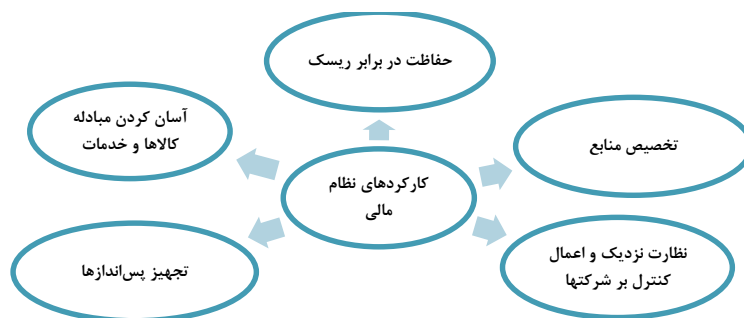 حفاظت در برابر ریسک
آسان کردن مبادله
کالاها و خدمات
تخصیص منابع
کارکردهای نظام
مالی
تجهیز پس‌اندازها
نظارت نزدیک و اعمال
کنترل بر شرکتها